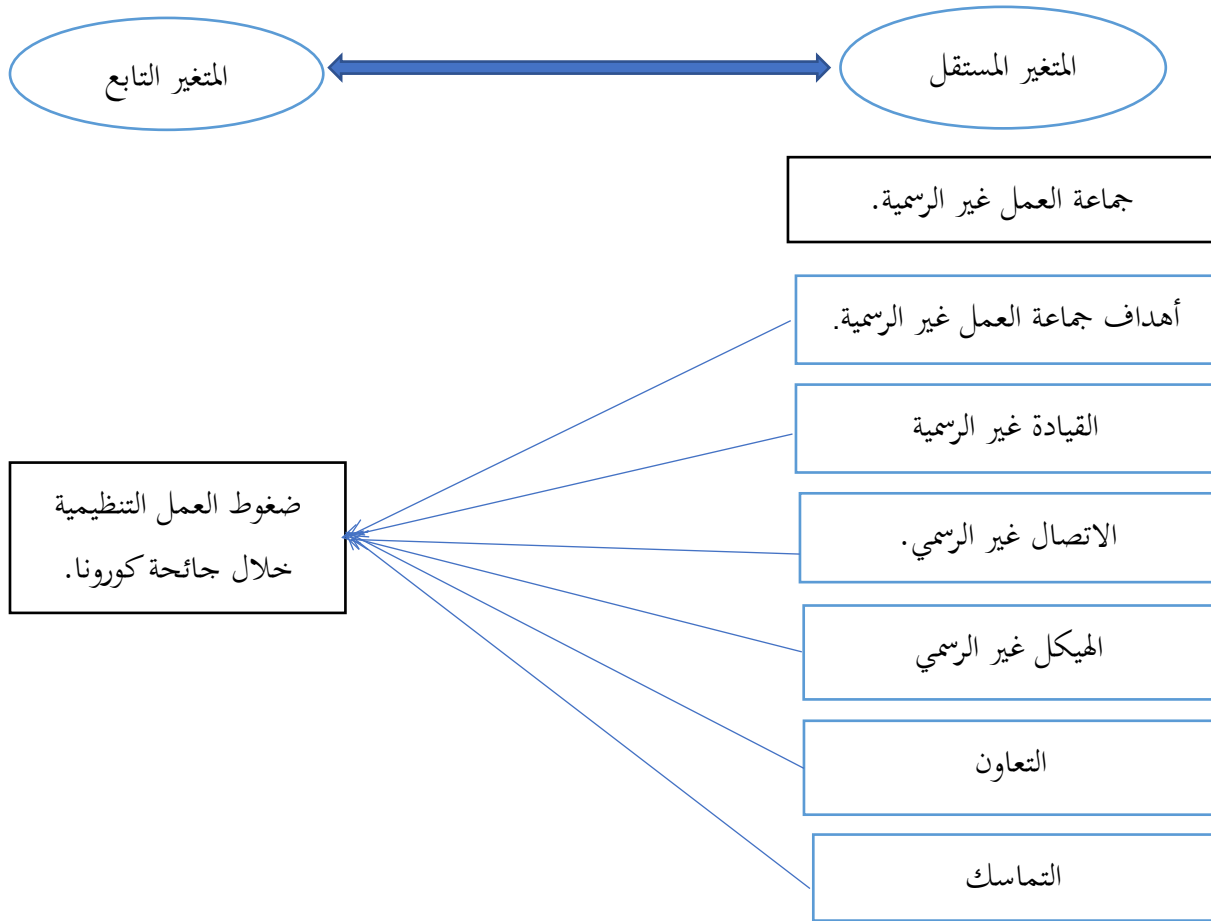 المتغير المستقل
المتغير التابع
جماعة العمل غير الرسمية.
أهداف جماعة العمل غير الرسمية.
القيادة غير الرسمية
الاتصال غير الرسمي.
الهيكل غير الرسمي
التعاون
التماسك
ضغوط العمل التنظيمية
خلال جائحة كورونا.